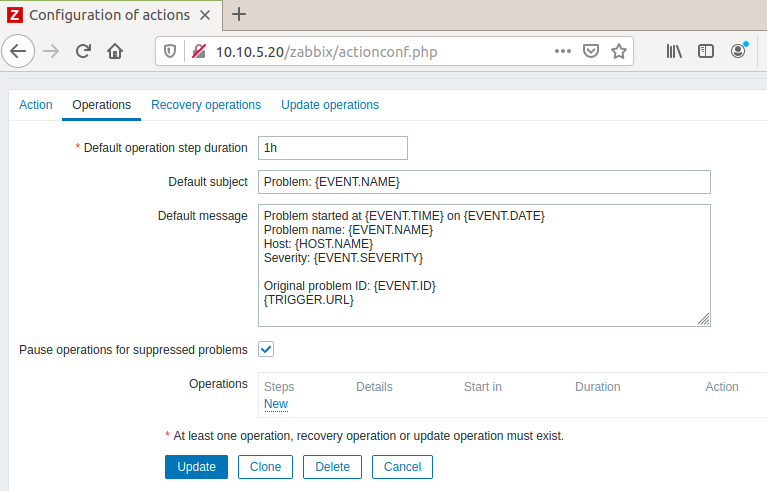 Z Configuration of actions
10.10.5.20/zabbix/actionconf.php
Action Operations Recovery operations Update operations
* Default operation step duration 1h
Default subject Problem: {EVENT.NAME}
Default message Problem started at {EVENT.TIME} on {EVENT.DATE}
Problem name: {EVENT.NAME}
Host: {HOST.NAME}
Severity: {EVENT.SEVERITY}
Original problem ID: {EVENT.ID}
{TRIGGER.URL}
Pause operations for suppressed problems
Operations Steps Details Start in Duration Action
New
* At least one operation, recovery operation or update operation must exist.
Update Clone Delete Cancel